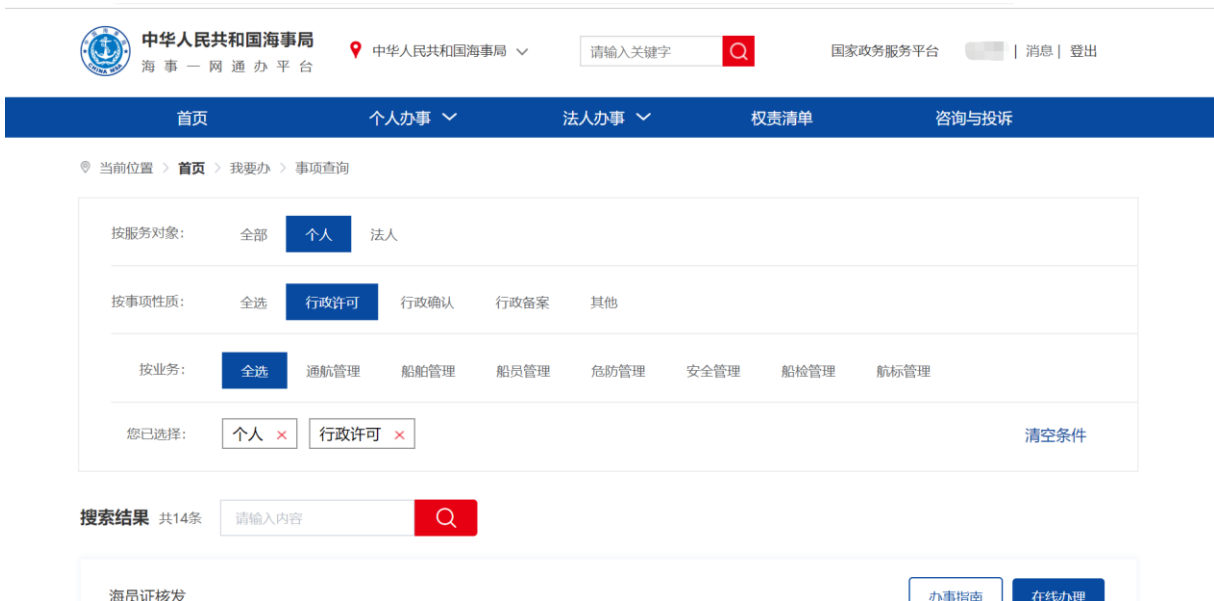 中华人民共和国海事局
海事一网通办平台
CHINA MSA
中华人民共和国海事局
请输入关键字
国家政务服务平台 | 消息 | 登出
首页 个人办事 法人办事 权责清单 咨询与投诉
当前位置 > 首页 > 我要办 > 事项查询
按服务对象： 全部 个人 法人
按事项性质： 全选 行政许可 行政确认 行政备案 其他
按业务： 全选 通航管理 船舶管理 船员管理 危防管理 安全管理 船检管理 航标管理
您已选择： 个人 × 行政许可 × 清空条件
搜索结果 共14条 请输入内容
海员证核发 办事指南 在线办理